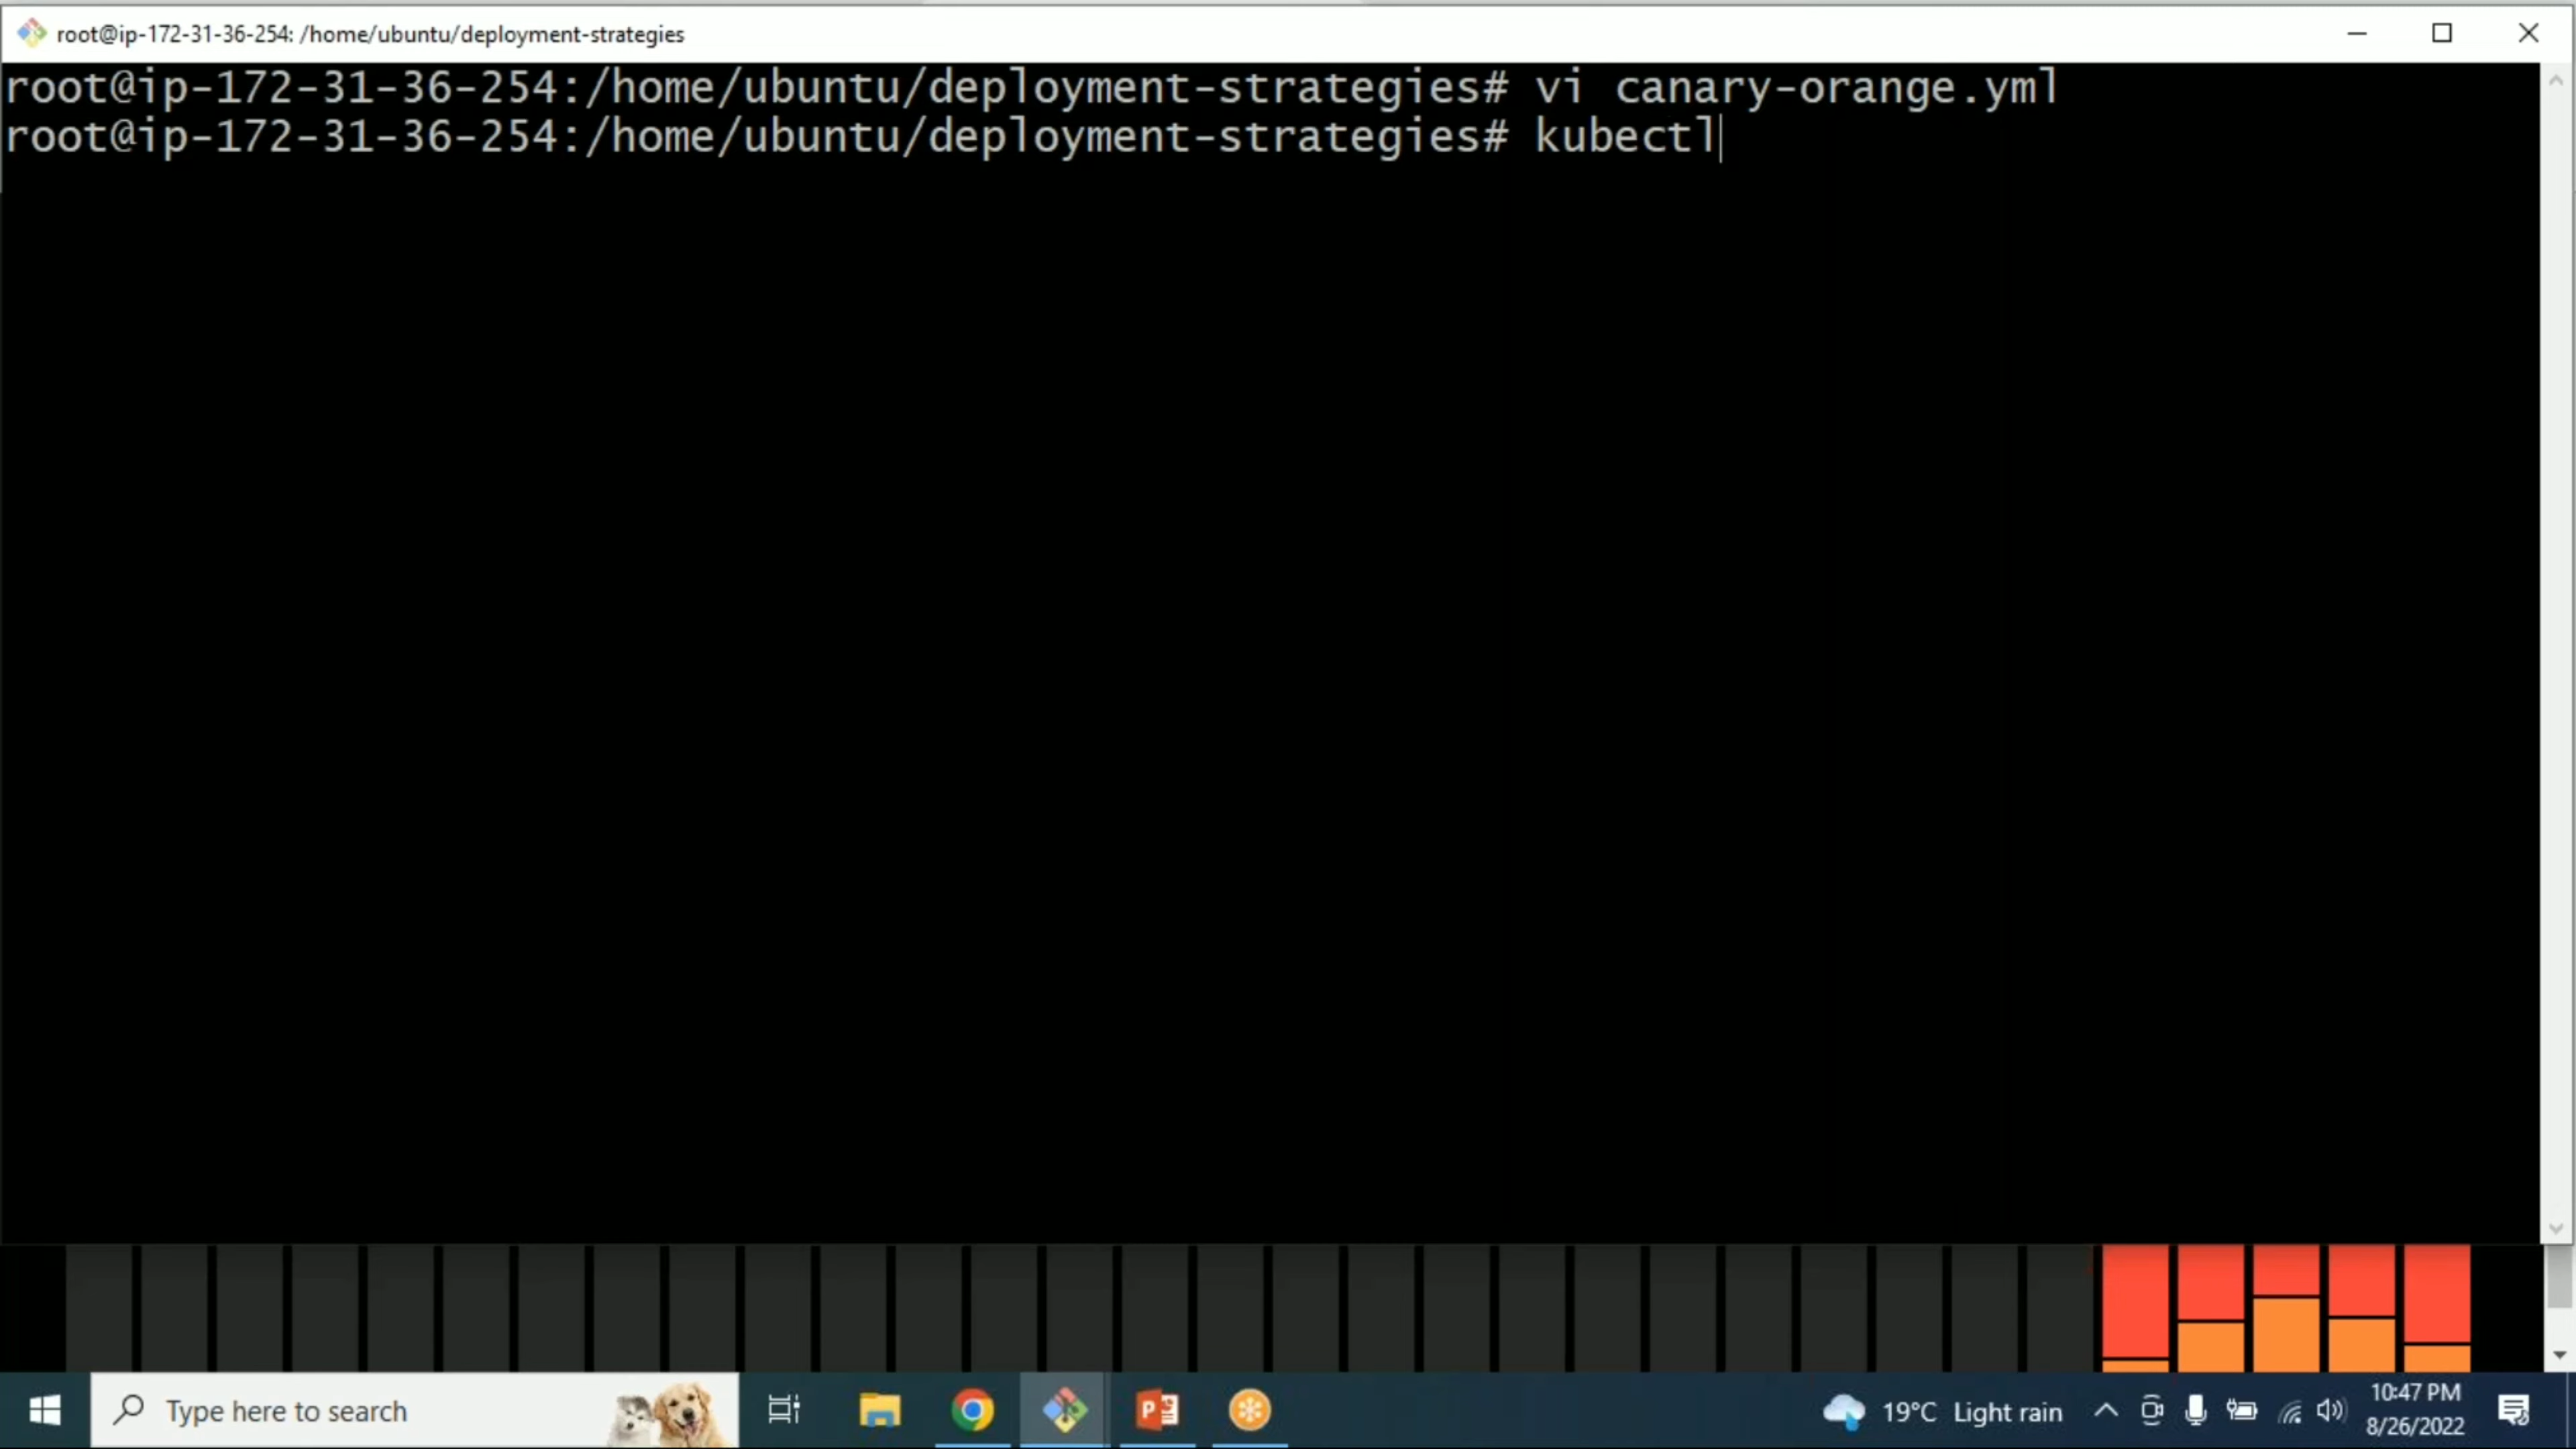 root@ip-172-31-36-254: /home/ubuntu/deployment-strategies
root@ip-172-31-36-254:/home/ubuntu/deployment-strategies# vi canary-orange.yml
root@ip-172-31-36-254:/home/ubuntu/deployment-strategies# kubectl
Type here to search
19°C Light rain
10:47 PM
8/26/2022